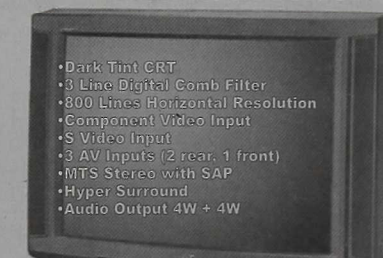 •Dark Tint CRT
•3 Line Digital Comb Filter
•800 Lines Horizontal Resolution
•Component Video Input
•S Video Input
•3 AV Inputs (2 rear, 1 front)
•MTS Stereo with SAP
•Hyper Surround
•Audio Output 4W + 4W